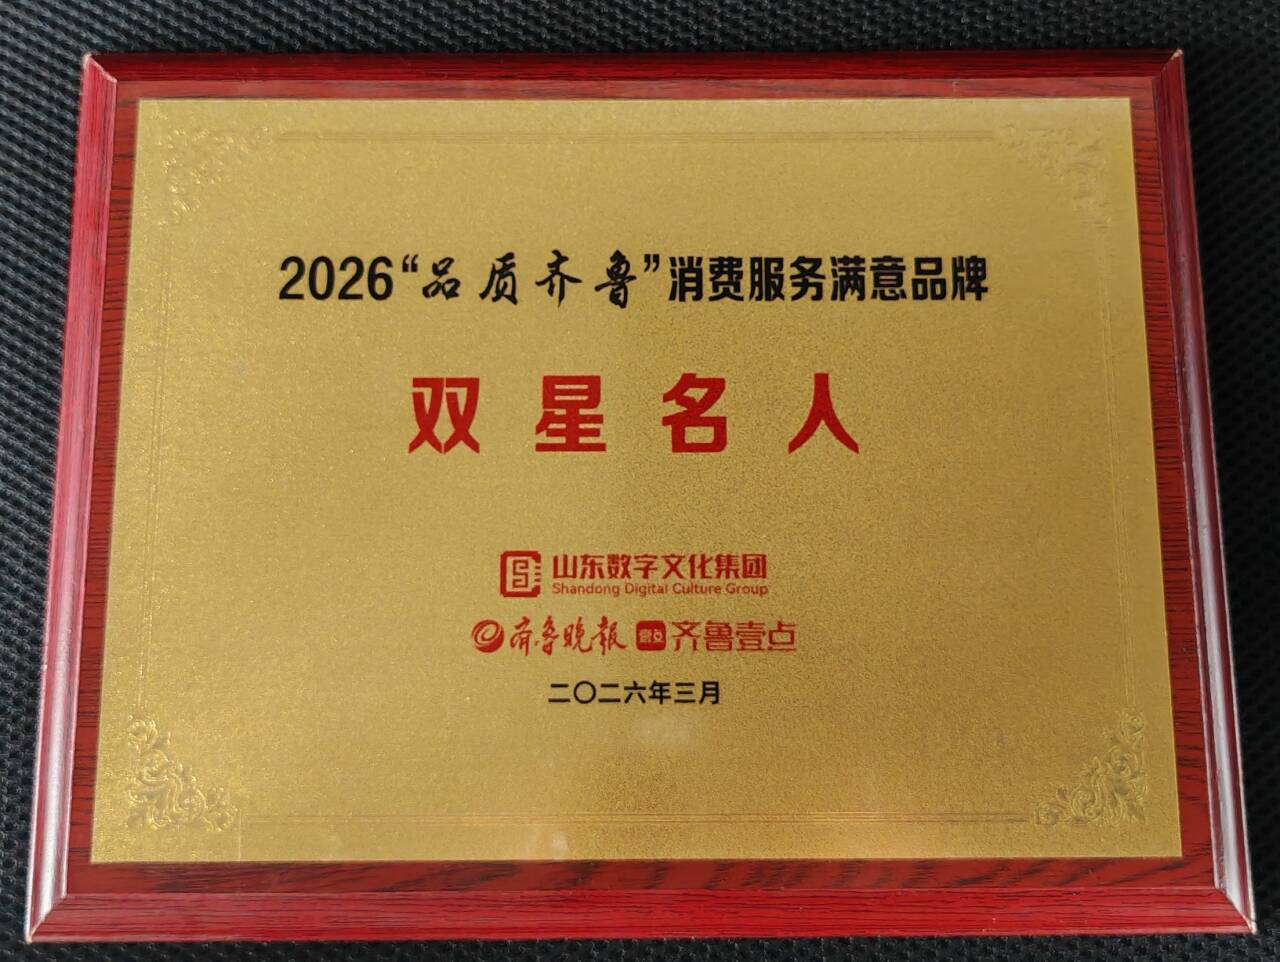 2026“品质齐鲁”消费服务满意品牌
双星名人
山东数字文化集团
Shandong Digital Culture Group
齐鲁晚报 壹点 齐鲁壹点
二〇二六年三月